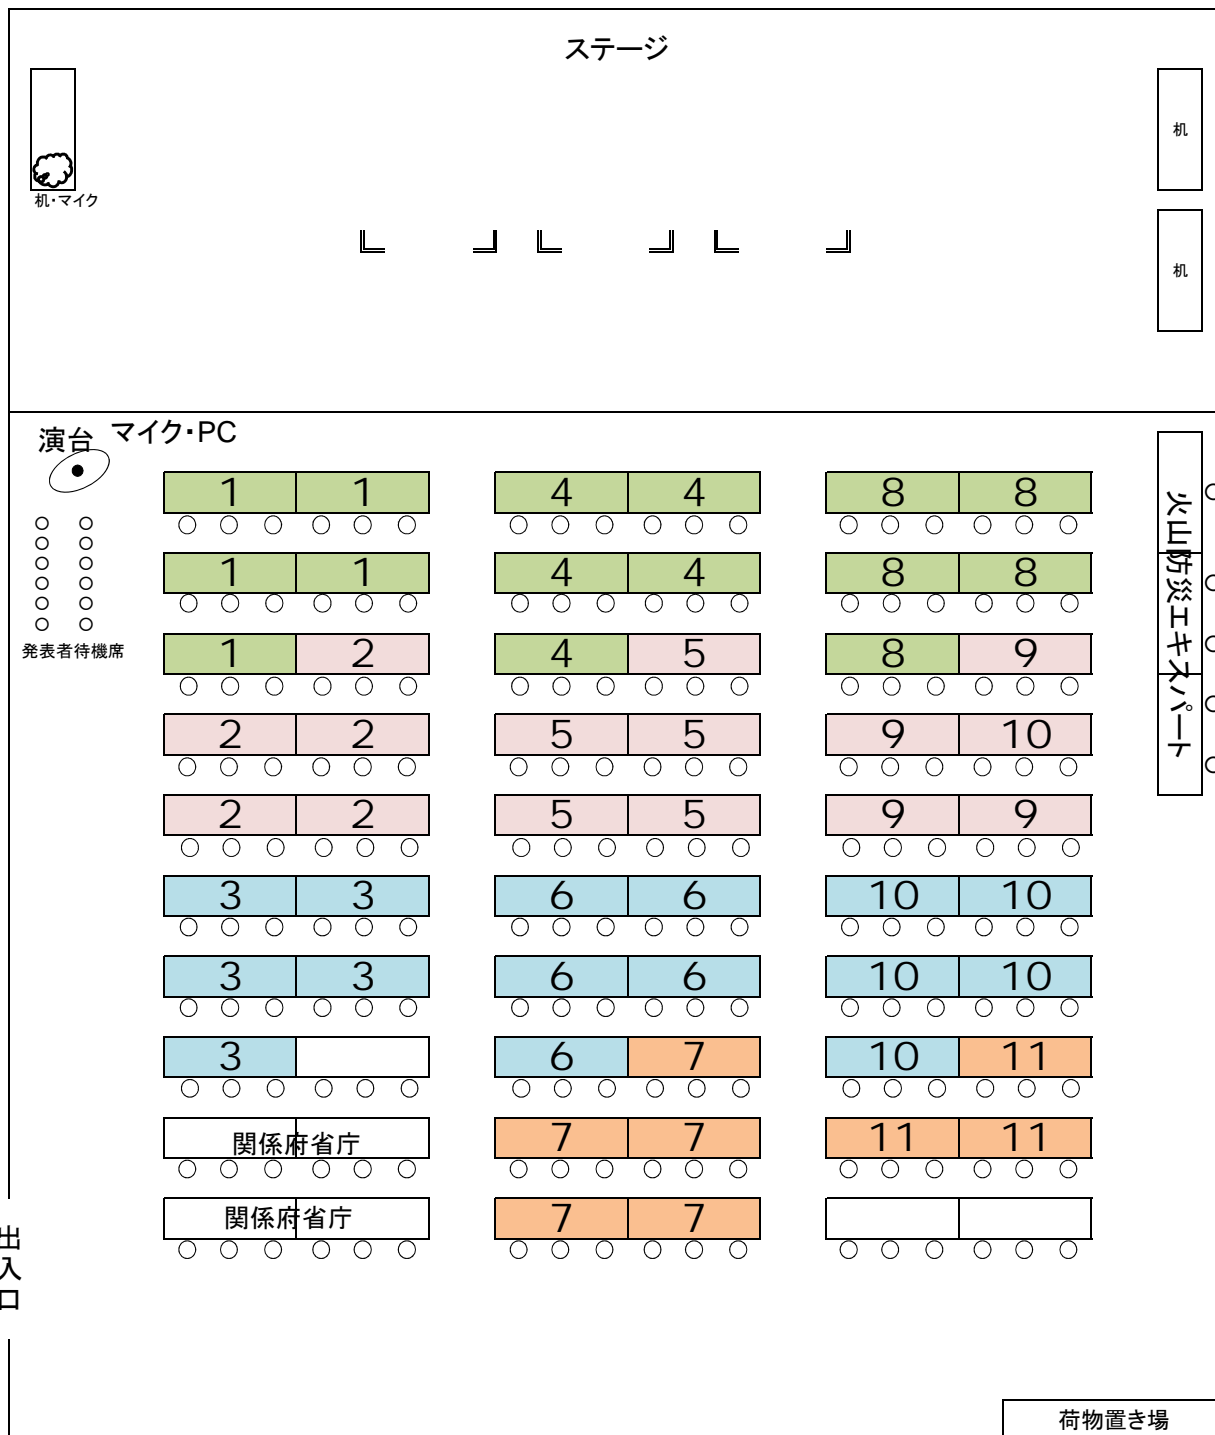 ステージ
机
机・マイク
机
演台 マイク・PC
1 1 4 4 8 8
1 1 4 4 8 8
1 2 4 5 8 9
発表者待機席
火山防災エキスパート
2 2 5 5 9 10
2 2 5 5 9 9
3 3 6 6 10 10
3 3 6 6 10 10
3 6 7 10 11
関係府省庁 7 7 11 11
関係府省庁 7 7
出入口
荷物置き場